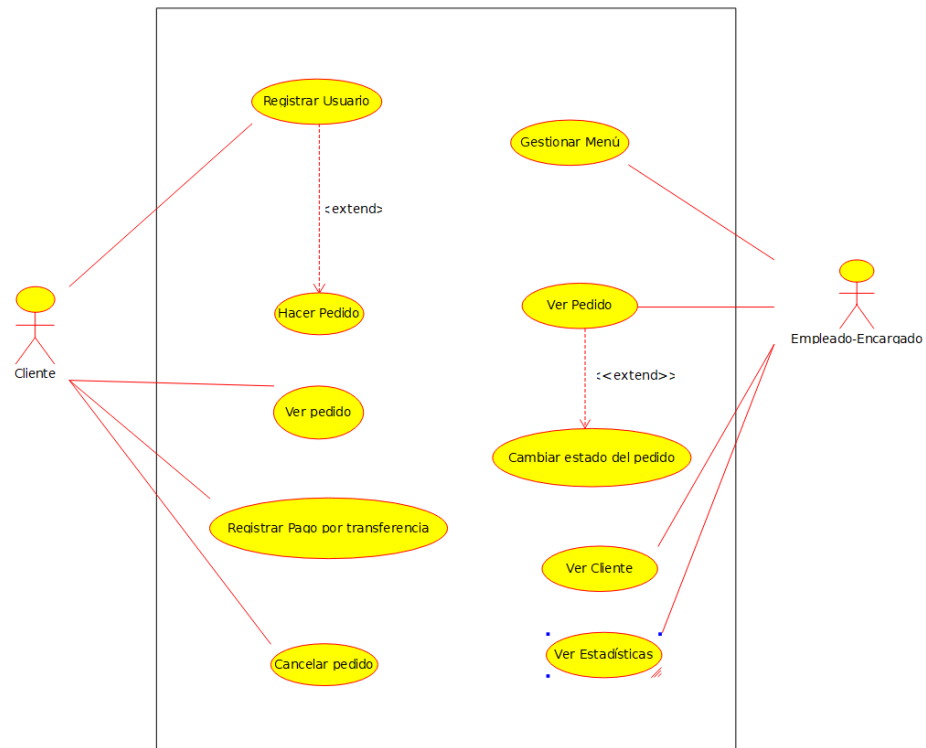 Registrar Usuario
Gestionar Menú
<extend>
Hacer Pedido
Ver Pedido
Cliente
Empleado-Encargado
<<extend>>
Ver pedido
Cambiar estado del pedido
Registrar Pago por transferencia
Ver Cliente
Cancelar pedido
Ver Estadísticas